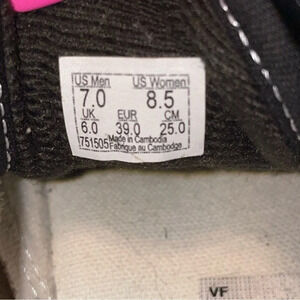 US Men US Women
7.0 8.5
UK EUR CM
6.0 39.0 25.0
751505 Made in Cambodia
Fabrique au Cambodge
VF